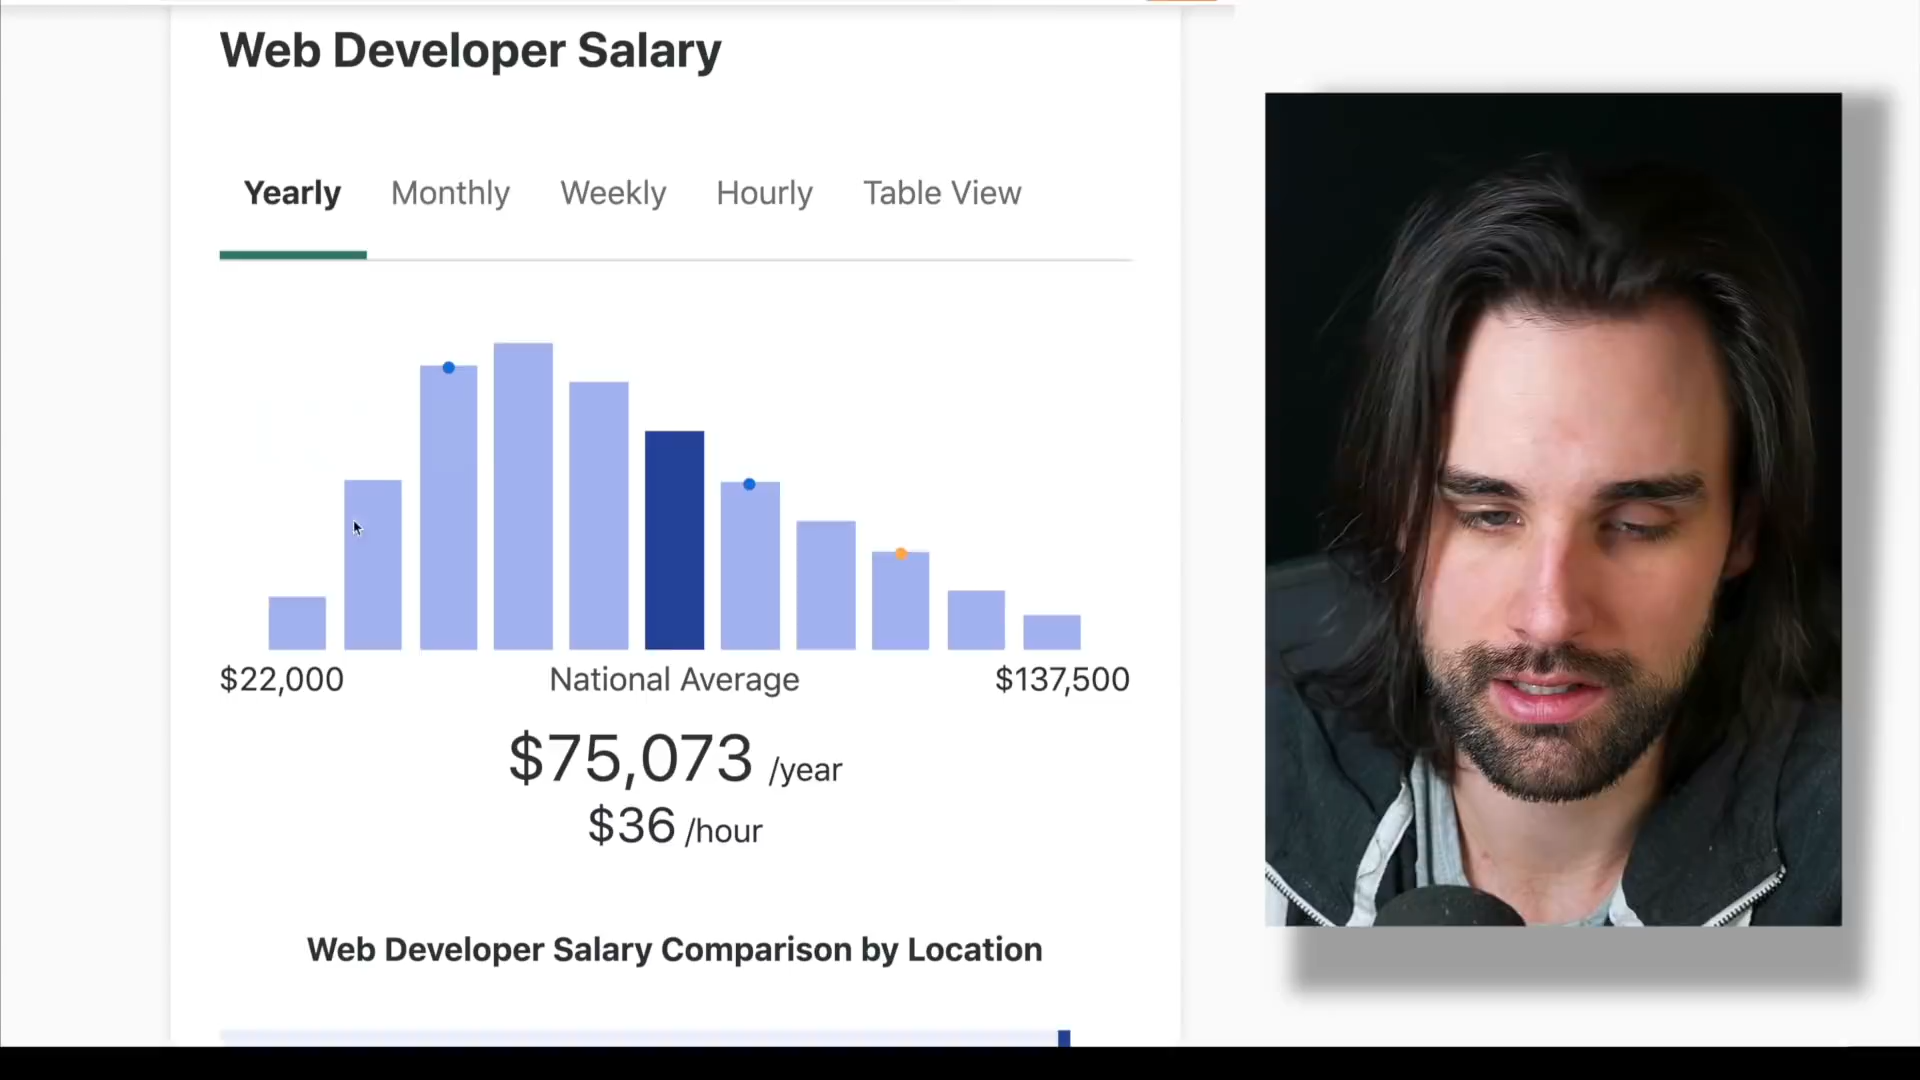 Web Developer Salary
Yearly Monthly Weekly Hourly Table View
$22,000 National Average $137,500
$75,073 /year
$36 /hour
Web Developer Salary Comparison by Location